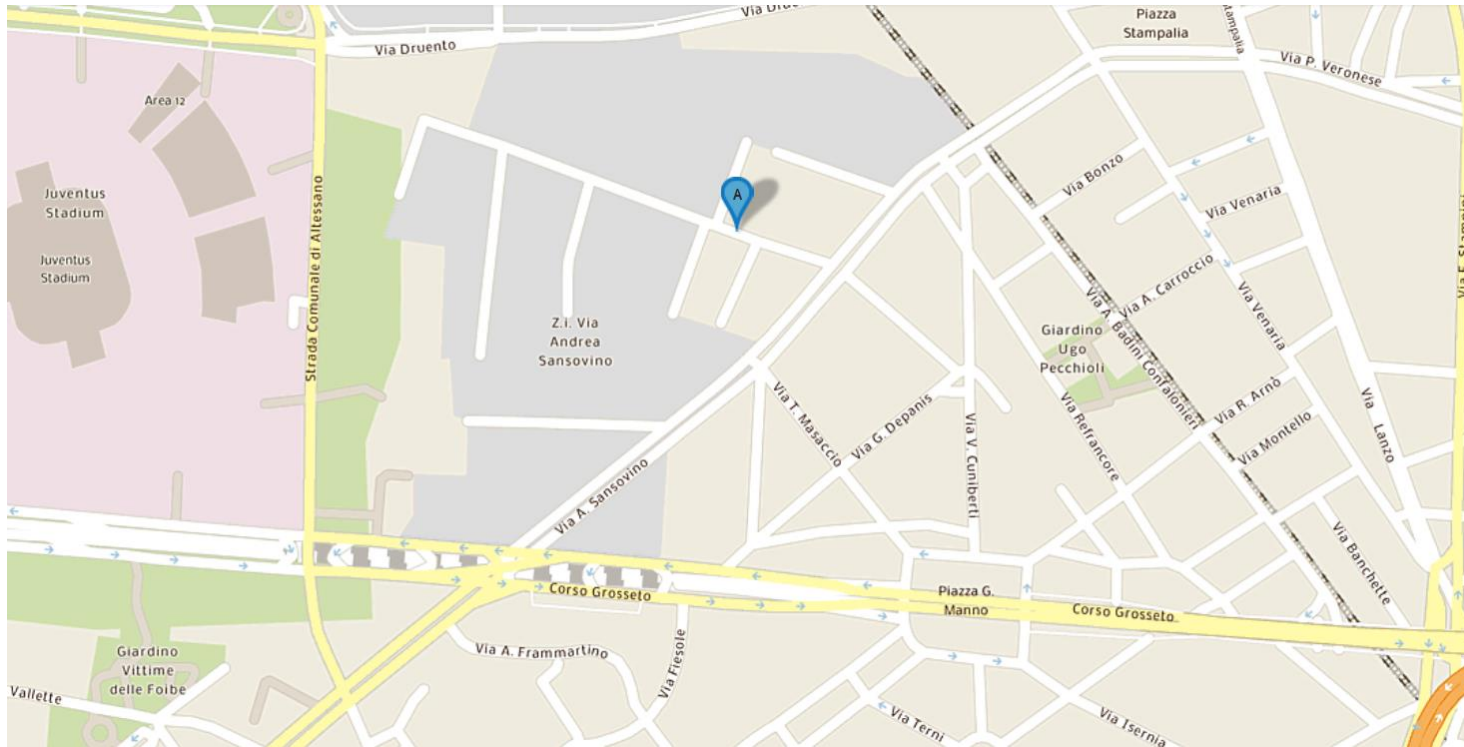 Via Druento
Piazza
Stampalia
Stampalia
Via P. Veronese
Via Druento
Area 12
Juventus
Stadium
Juventus
Stadium
Strada Comunale di Altessano
A
Via Bonzo
Via Venaria
Via A. Carroccio
Via Venaria
Z.I. Via
Andrea
Sansovino
Giardino
Ugo
Pecchioli
Via A. Badini Confalonieri
Via T. Masaccio
Via G. Depanis
Via V. Cuniberti
Via Refrancore
Via R. Arnò
Via Montello
Via Lanzo
Via A. Sansovino
Via Banchette
Corso Grosseto
Piazza G.
Manno
Corso Grosseto
Giardino
Vittime
delle Foibe
Via A. Frammartino
Via Fiesole
Vallette
Via Terni
Via Isernia